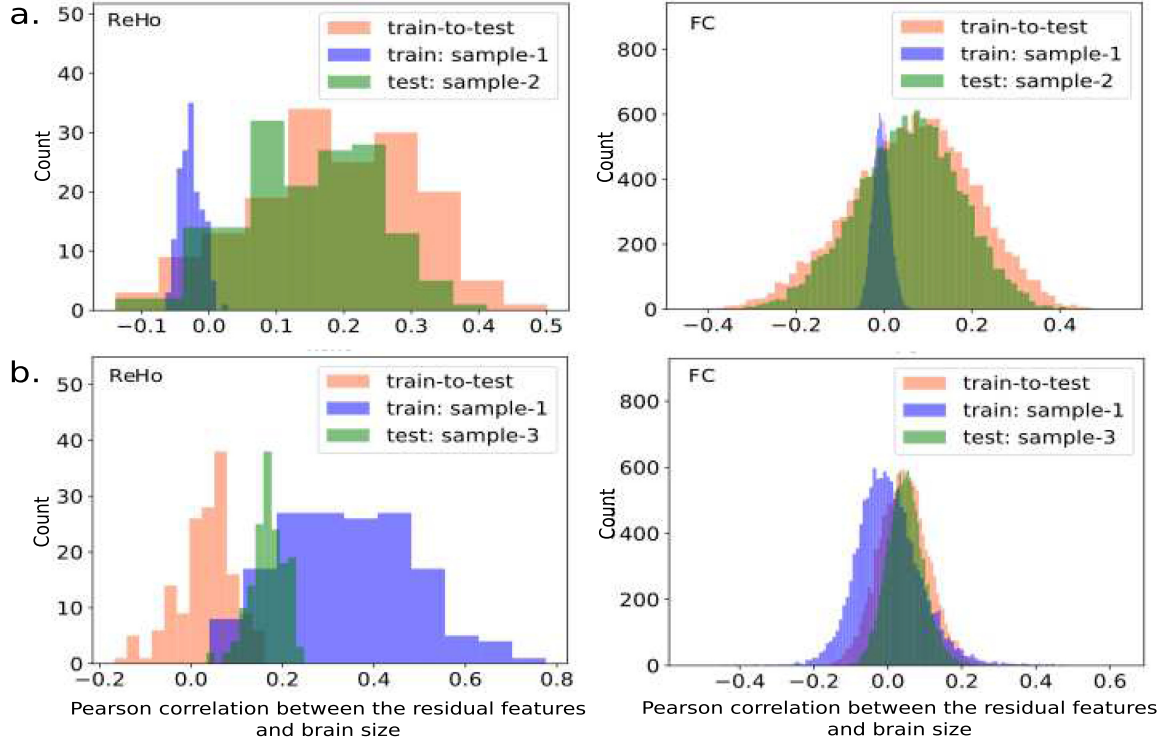 a.
ReHo
train-to-test
train: sample-1
test: sample-2
Count
50
40
30
20
10
0
−0.1 0.0 0.1 0.2 0.3 0.4 0.5
FC
train-to-test
train: sample-1
test: sample-2
Count
800
600
400
200
0
−0.4 −0.2 0.0 0.2 0.4
b.
ReHo
train-to-test
train: sample-1
test: sample-3
Count
50
40
30
20
10
0
−0.2 0.0 0.2 0.4 0.6 0.8
Pearson correlation between the residual features
and brain size
FC
train-to-test
train: sample-1
test: sample-3
Count
800
600
400
200
0
−0.4 −0.2 0.0 0.2 0.4 0.6
Pearson correlation between the residual features
and brain size